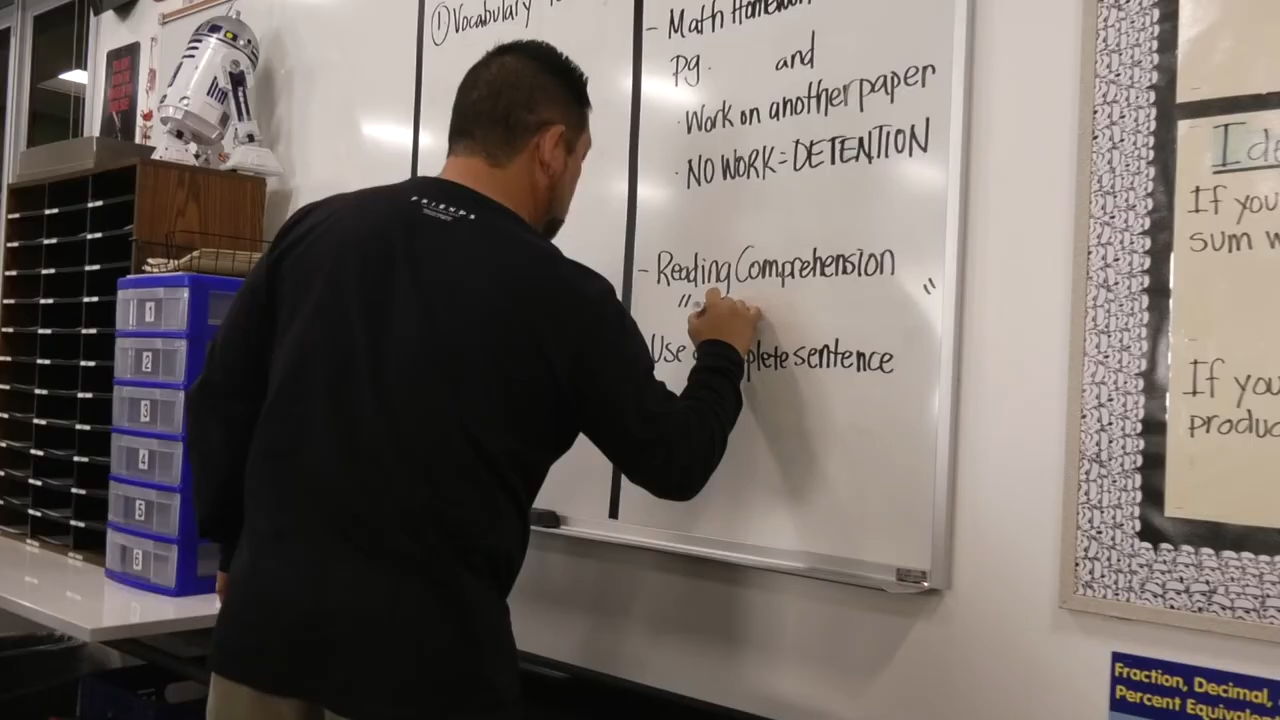 ① Vocabulary
- Math Homework
pg. and
· Work on another paper
· NO WORK = DETENTION
- Reading Comprehension
" "
Use plete sentence
FRIENDS
1
2
3
4
5
6
If you
sum
If you
produc
Fraction, Decimal,
Percent Equivale